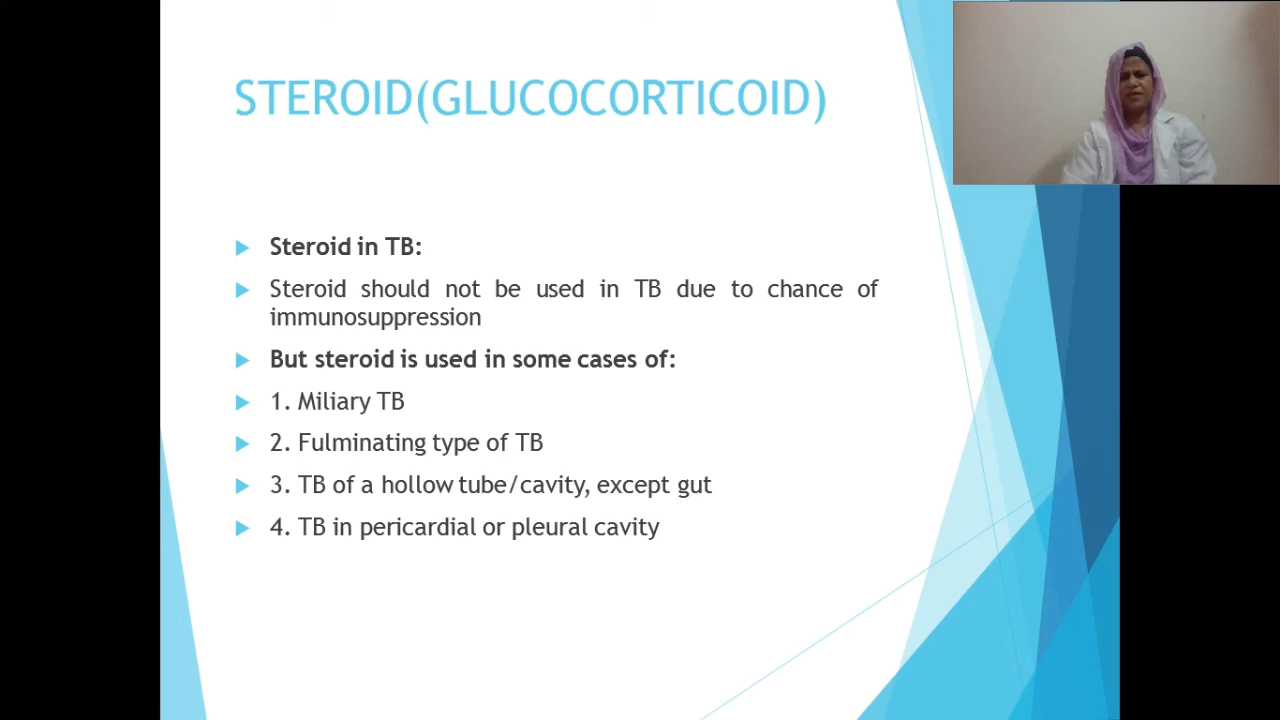 STEROID(GLUCOCORTICOID)
Steroid in TB:
Steroid should not be used in TB due to chance of
immunosuppression
But steroid is used in some cases of:
1. Miliary TB
2. Fulminating type of TB
3. TB of a hollow tube/cavity, except gut
4. TB in pericardial or pleural cavity